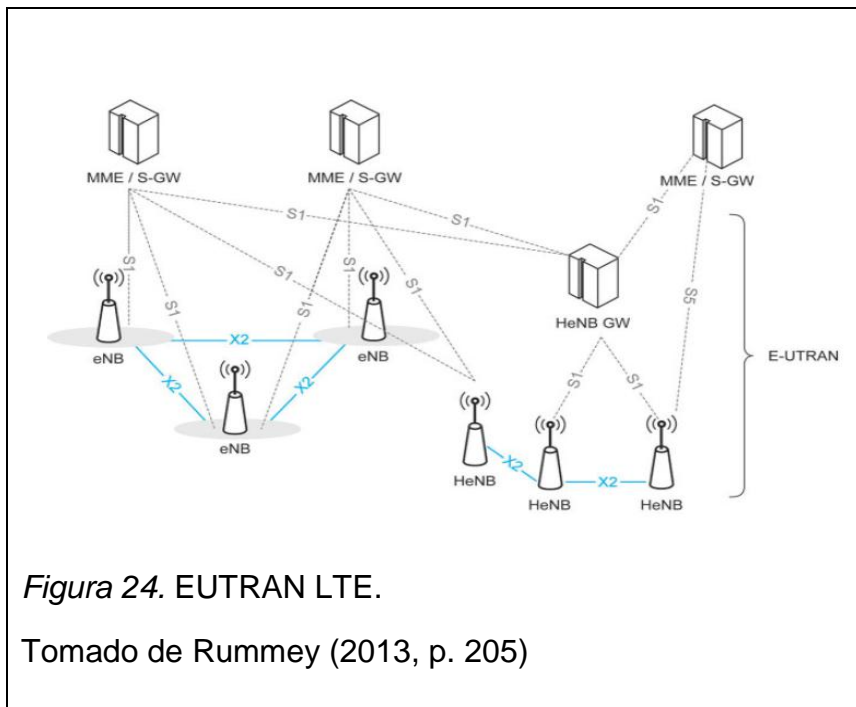 MME / S-GW
MME / S-GW
MME / S-GW
S1
S1
S1
S1
S1
S1
S1
S1
S1
S5
HeNB GW
eNB
X2
eNB
E-UTRAN
X2
X2
S1
S1
eNB
HeNB
X2
HeNB
X2
HeNB
Figura 24. EUTRAN LTE.
Tomado de Rummey (2013, p. 205)